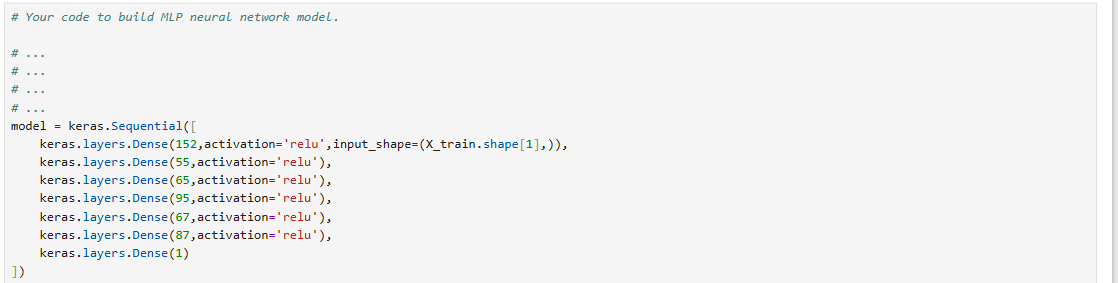 # Your code to build MLP neural network model.
# ...
# ...
# ...
# ...
model = keras.Sequential([
    keras.layers.Dense(152,activation='relu',input_shape=(X_train.shape[1],)),
    keras.layers.Dense(55,activation='relu'),
    keras.layers.Dense(65,activation='relu'),
    keras.layers.Dense(95,activation='relu'),
    keras.layers.Dense(67,activation='relu'),
    keras.layers.Dense(87,activation='relu'),
    keras.layers.Dense(1)
])